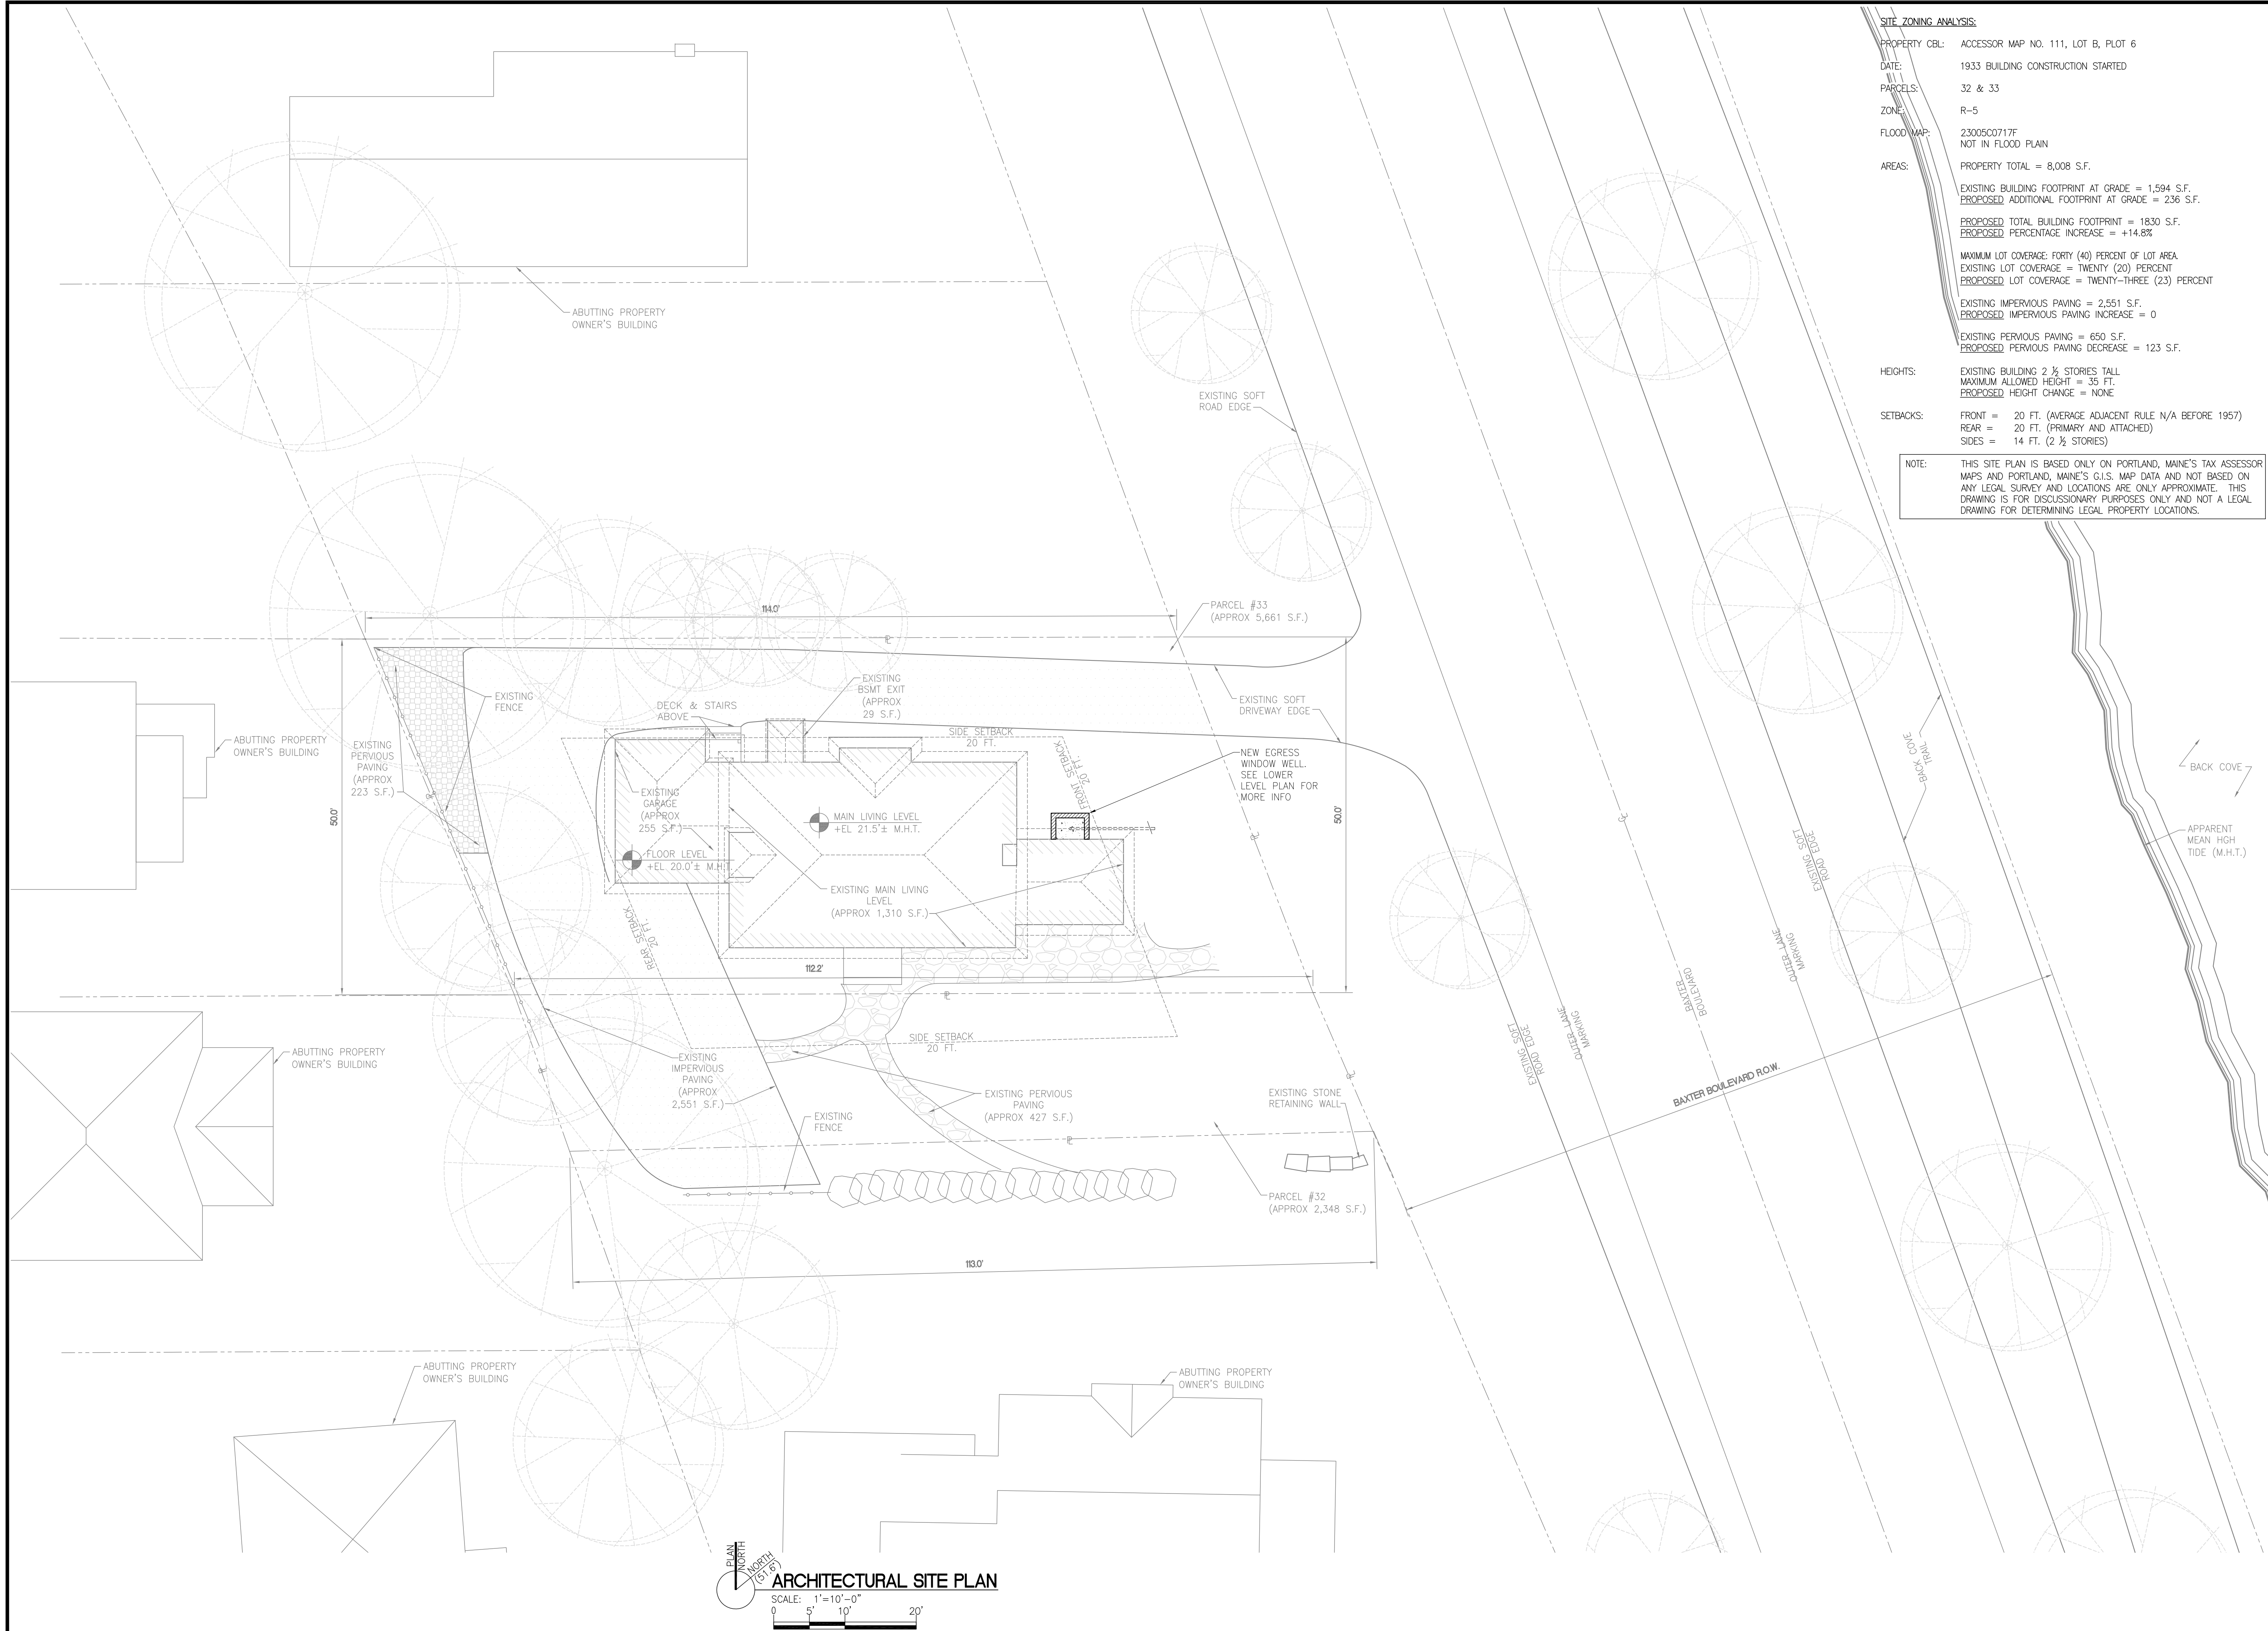 SITE ZONING ANALYSIS:
PROPERTY CBL: ACCESSOR MAP NO. 111, LOT B, PLOT 6
DATE: 1933 BUILDING CONSTRUCTION STARTED
PARCELS: 32 & 33
ZONE: R-5
FLOOD MAP: 23005C0717F
NOT IN FLOOD PLAIN
AREAS: PROPERTY TOTAL = 8,008 S.F.
EXISTING BUILDING FOOTPRINT AT GRADE = 1,594 S.F.
PROPOSED ADDITIONAL FOOTPRINT AT GRADE = 236 S.F.
PROPOSED TOTAL BUILDING FOOTPRINT = 1830 S.F.
PROPOSED PERCENTAGE INCREASE = +14.8%
MAXIMUM LOT COVERAGE: FORTY (40) PERCENT OF LOT AREA.
EXISTING LOT COVERAGE = TWENTY (20) PERCENT
PROPOSED LOT COVERAGE = TWENTY-THREE (23) PERCENT
EXISTING IMPERVIOUS PAVING = 2,551 S.F.
PROPOSED IMPERVIOUS PAVING INCREASE = 0
EXISTING PERVIOUS PAVING = 650 S.F.
PROPOSED PERVIOUS PAVING DECREASE = 123 S.F.
HEIGHTS: EXISTING BUILDING 2 ½ STORIES TALL
MAXIMUM ALLOWED HEIGHT = 35 FT.
PROPOSED HEIGHT CHANGE = NONE
SETBACKS: FRONT = 20 FT. (AVERAGE ADJACENT RULE N/A BEFORE 1957)
REAR = 20 FT. (PRIMARY AND ATTACHED)
SIDES = 14 FT. (2 ½ STORIES)
NOTE: THIS SITE PLAN IS BASED ONLY ON PORTLAND, MAINE'S TAX ASSESSOR
MAPS AND PORTLAND, MAINE'S G.I.S. MAP DATA AND NOT BASED ON
ANY LEGAL SURVEY AND LOCATIONS ARE ONLY APPROXIMATE. THIS
DRAWING IS FOR DISCUSSIONARY PURPOSES ONLY AND NOT A LEGAL
DRAWING FOR DETERMINING LEGAL PROPERTY LOCATIONS.
ABUTTING PROPERTY
OWNER'S BUILDING
EXISTING SOFT
ROAD EDGE
114.0'
PARCEL #33
(APPROX 5,661 S.F.)
℄
EXISTING
FENCE
DECK & STAIRS
ABOVE
EXISTING
BSMT EXIT
(APPROX
29 S.F.)
EXISTING SOFT
DRIVEWAY EDGE
SIDE SETBACK
20 FT.
FRONT SETBACK
20 FT.
NEW EGRESS
WINDOW WELL.
SEE LOWER
LEVEL PLAN FOR
MORE INFO
ABUTTING PROPERTY
OWNER'S BUILDING
EXISTING
PERVIOUS
PAVING
(APPROX
223 S.F.)
50.0'
EXISTING
GARAGE
(APPROX
255 S.F.)
MAIN LIVING LEVEL
+EL 21.5'± M.H.T.
FLOOR LEVEL
+EL 20.0'± M.H.T.
50.0'
EXISTING MAIN LIVING
LEVEL
(APPROX 1,310 S.F.)
REAR SETBACK
20 FT.
112.2'
SIDE SETBACK
20 FT.
BACK COVE
TRAIL
BACK COVE
APPARENT
MEAN HGH
TIDE (M.H.T.)
EXISTING SOFT
ROAD EDGE
OUTER LANE
MARKING
BAXTER
BOULEVARD
OUTER LANE
MARKING
EXISTING SOFT
ROAD EDGE
BAXTER BOULEVARD R.O.W.
ABUTTING PROPERTY
OWNER'S BUILDING
EXISTING
IMPERVIOUS
PAVING
(APPROX
2,551 S.F.)
EXISTING
FENCE
EXISTING PERVIOUS
PAVING
(APPROX 427 S.F.)
EXISTING STONE
RETAINING WALL
PARCEL #32
(APPROX 2,348 S.F.)
113.0'
ABUTTING PROPERTY
OWNER'S BUILDING
ABUTTING PROPERTY
OWNER'S BUILDING
PLAN
NORTH
NORTH
(51.6°)
ARCHITECTURAL SITE PLAN
SCALE: 1'=10'-0"
0 5' 10' 20'